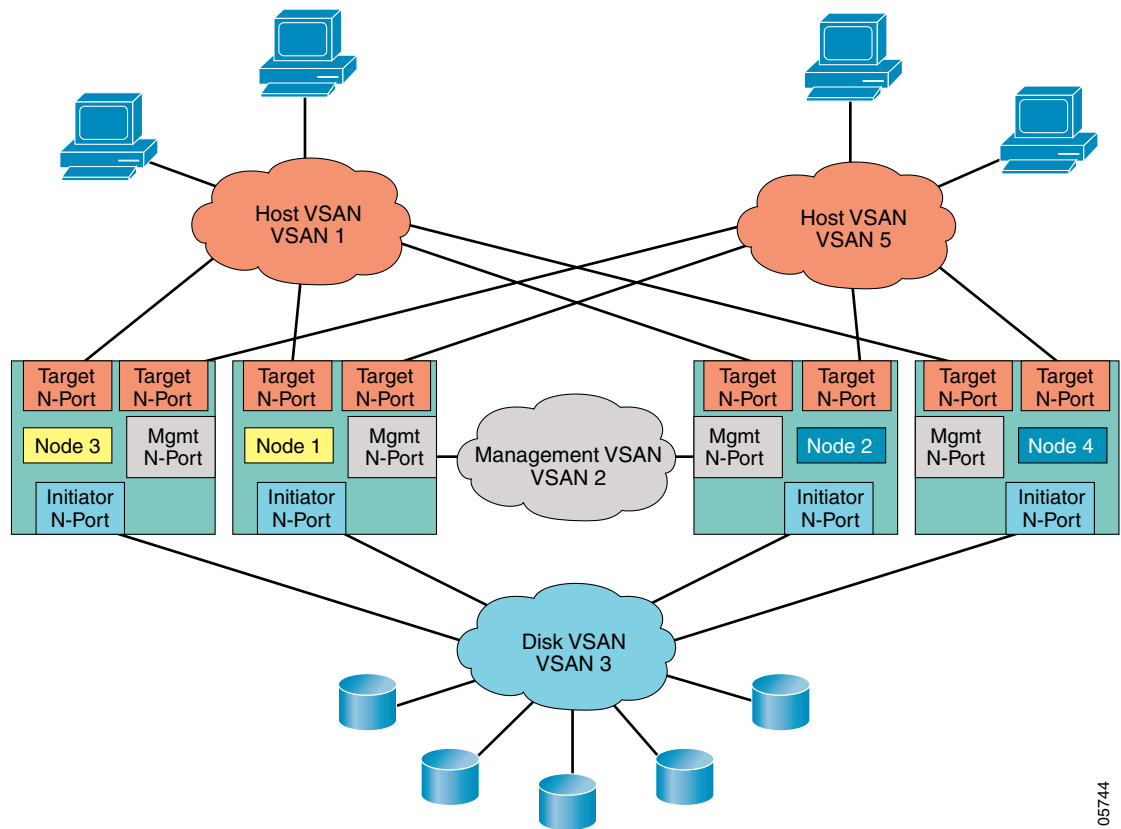 Host VSAN
VSAN 1
Host VSAN
VSAN 5
Target
N-Port
Target
N-Port
Node 3
Mgmt
N-Port
Initiator
N-Port
Target
N-Port
Target
N-Port
Node 1
Mgmt
N-Port
Initiator
N-Port
Management VSAN
VSAN 2
Target
N-Port
Target
N-Port
Mgmt
N-Port
Node 2
Initiator
N-Port
Target
N-Port
Target
N-Port
Mgmt
N-Port
Node 4
Initiator
N-Port
Disk VSAN
VSAN 3
05744